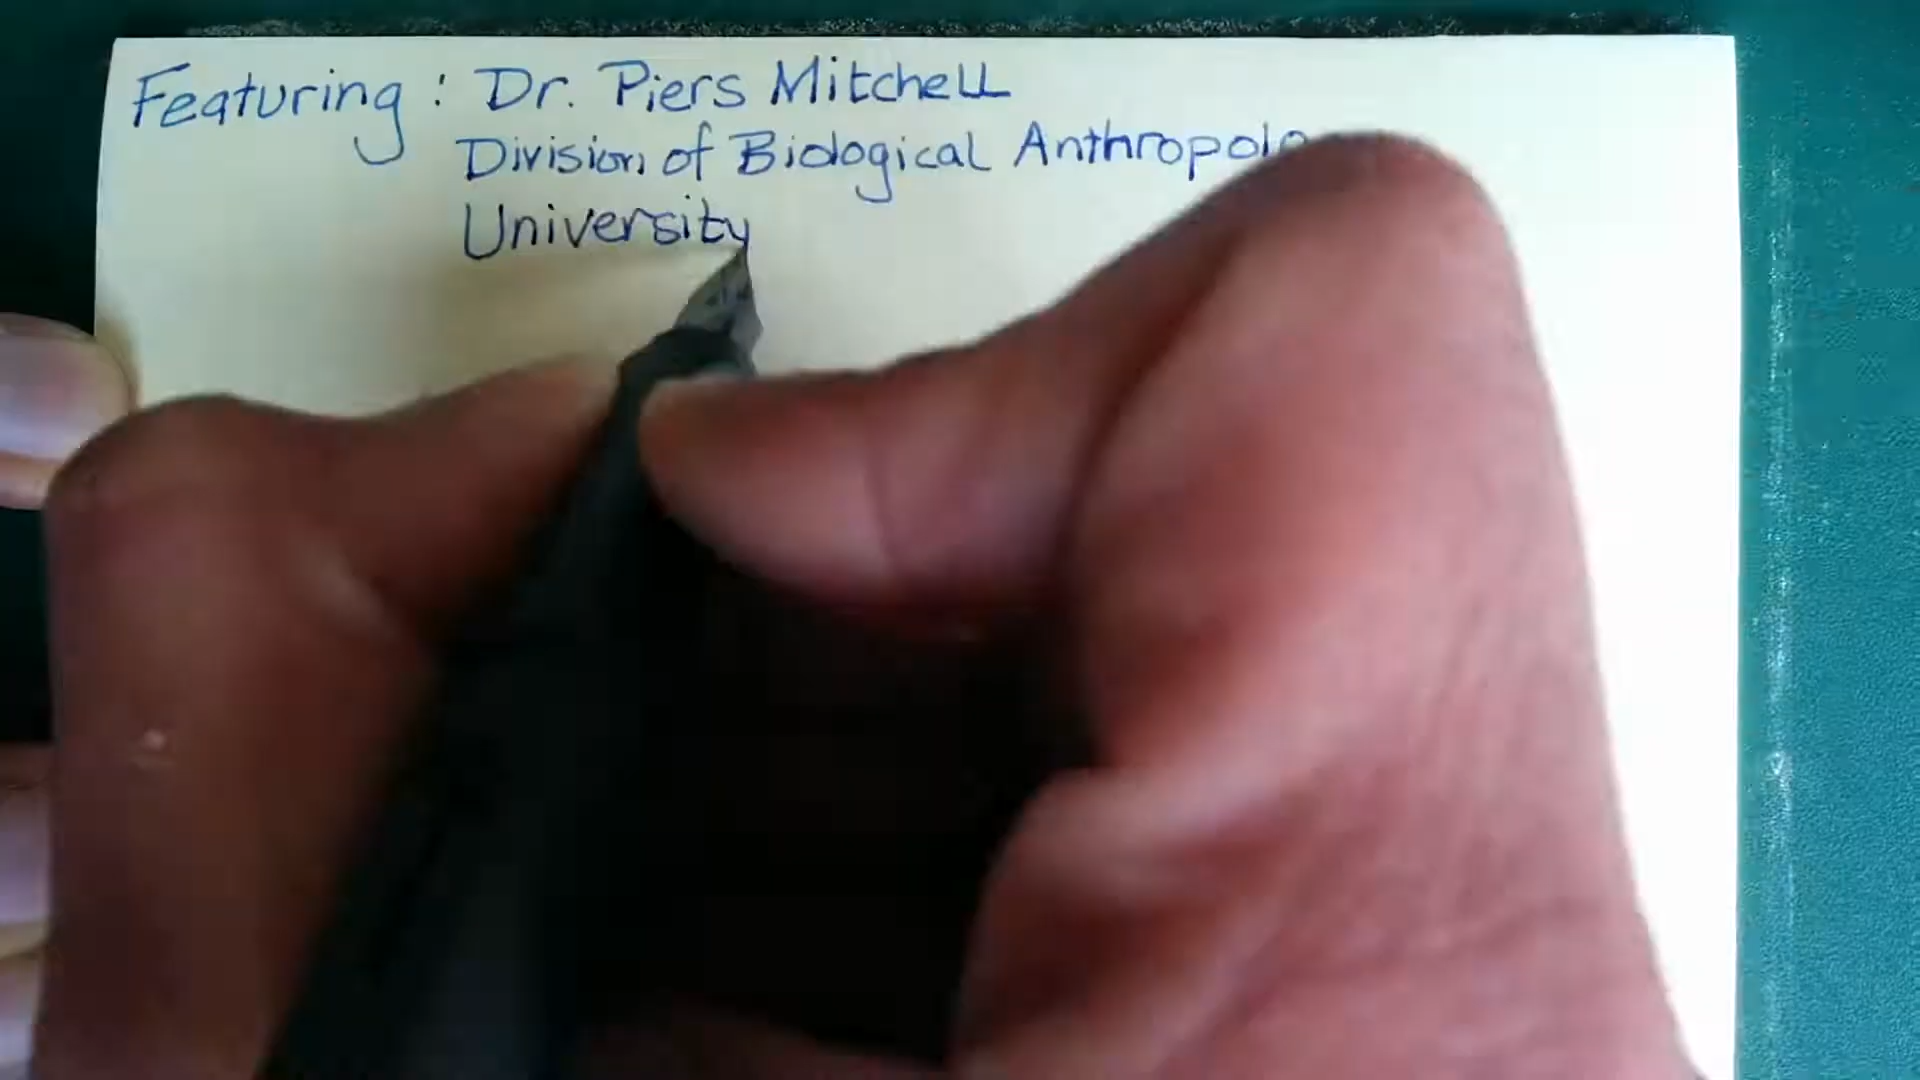 Featuring: Dr. Piers Mitchell
Division of Biological Anthropolo
University